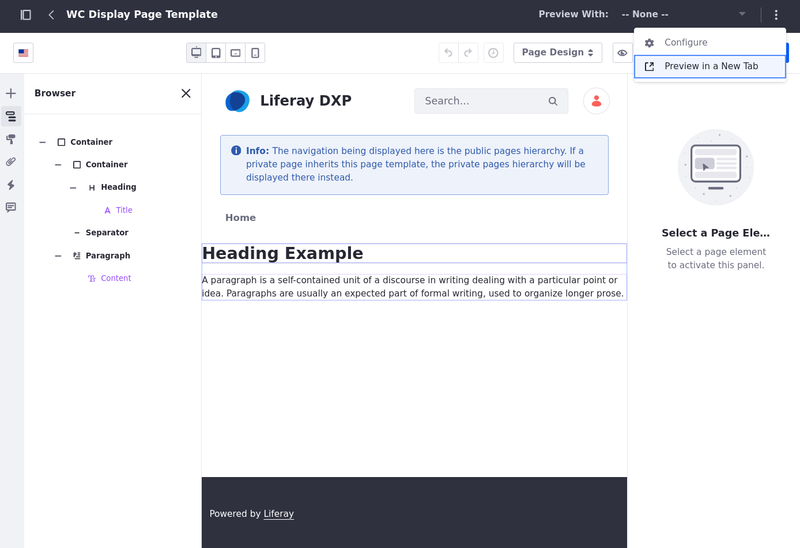 WC Display Page Template
Preview With:
-- None --
Configure
Preview in a New Tab
Page Design
Browser
Container
Container
Heading
Title
Separator
Paragraph
Content
Liferay DXP
Search...
Info: The navigation being displayed here is the public pages hierarchy. If a
private page inherits this page template, the private pages hierarchy will be
displayed there instead.
Home
Heading Example
A paragraph is a self-contained unit of a discourse in writing dealing with a particular point or
idea. Paragraphs are usually an expected part of formal writing, used to organize longer prose.
Select a Page Ele...
Select a page element
to activate this panel.
Powered by Liferay